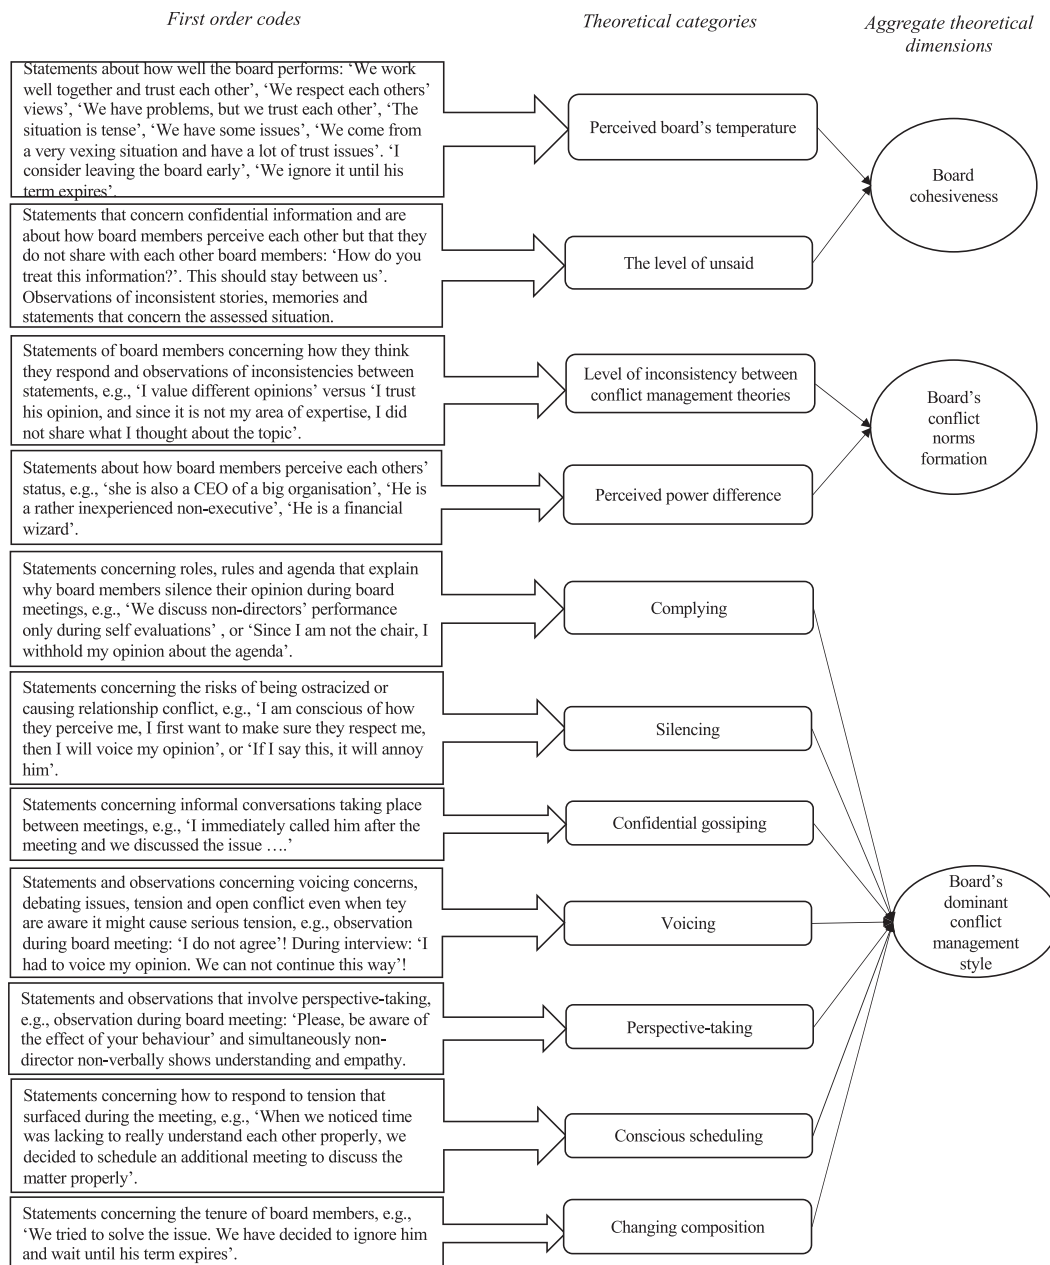 First order codes
Theoretical categories
Aggregate theoretical
dimensions
Statements about how well the board performs: ‘We work
well together and trust each other’, ‘We respect each others’
views’, ‘We have problems, but we trust each other’, ‘The
situation is tense’, ‘We have some issues’, ‘We come from
a very vexing situation and have a lot of trust issues’. ‘I
consider leaving the board early’, ‘We ignore it until his
term expires’.
Perceived board’s temperature
Board
cohesiveness
Statements that concern confidential information and are
about how board members perceive each other but that they
do not share with each other board members: ‘How do you
treat this information?’. This should stay between us’.
Observations of inconsistent stories, memories and
statements that concern the assessed situation.
The level of unsaid
Statements of board members concerning how they think
they respond and observations of inconsistencies between
statements, e.g., ‘I value different opinions’ versus ‘I trust
his opinion, and since it is not my area of expertise, I did
not share what I thought about the topic’.
Level of inconsistency between
conflict management theories
Board’s
conflict
norms
formation
Statements about how board members perceive each others’
status, e.g., ‘she is also a CEO of a big organisation’, ‘He is
a rather inexperienced non-executive’, ‘He is a financial
wizard’.
Perceived power difference
Statements concerning roles, rules and agenda that explain
why board members silence their opinion during board
meetings, e.g., ‘We discuss non-directors’ performance
only during self evaluations’ , or ‘Since I am not the chair, I
withhold my opinion about the agenda’.
Complying
Statements concerning the risks of being ostracized or
causing relationship conflict, e.g., ‘I am conscious of how
they perceive me, I first want to make sure they respect me,
then I will voice my opinion’, or ‘If I say this, it will annoy
him’.
Silencing
Statements concerning informal conversations taking place
between meetings, e.g., ‘I immediately called him after the
meeting and we discussed the issue ….’
Confidential gossiping
Statements and observations concerning voicing concerns,
debating issues, tension and open conflict even when tey
are aware it might cause serious tension, e.g., observation
during board meeting: ‘I do not agree’! During interview: ‘I
had to voice my opinion. We can not continue this way’!
Voicing
Board’s
dominant
conflict
management
style
Statements and observations that involve perspective-taking,
e.g., observation during board meeting: ‘Please, be aware of
the effect of your behaviour’ and simultaneously non-
director non-verbally shows understanding and empathy.
Perspective-taking
Statements concerning how to respond to tension that
surfaced during the meeting, e.g., ‘When we noticed time
was lacking to really understand each other properly, we
decided to schedule an additional meeting to discuss the
matter properly’.
Conscious scheduling
Statements concerning the tenure of board members, e.g.,
‘We tried to solve the issue. We have decided to ignore him
and wait until his term expires’.
Changing composition